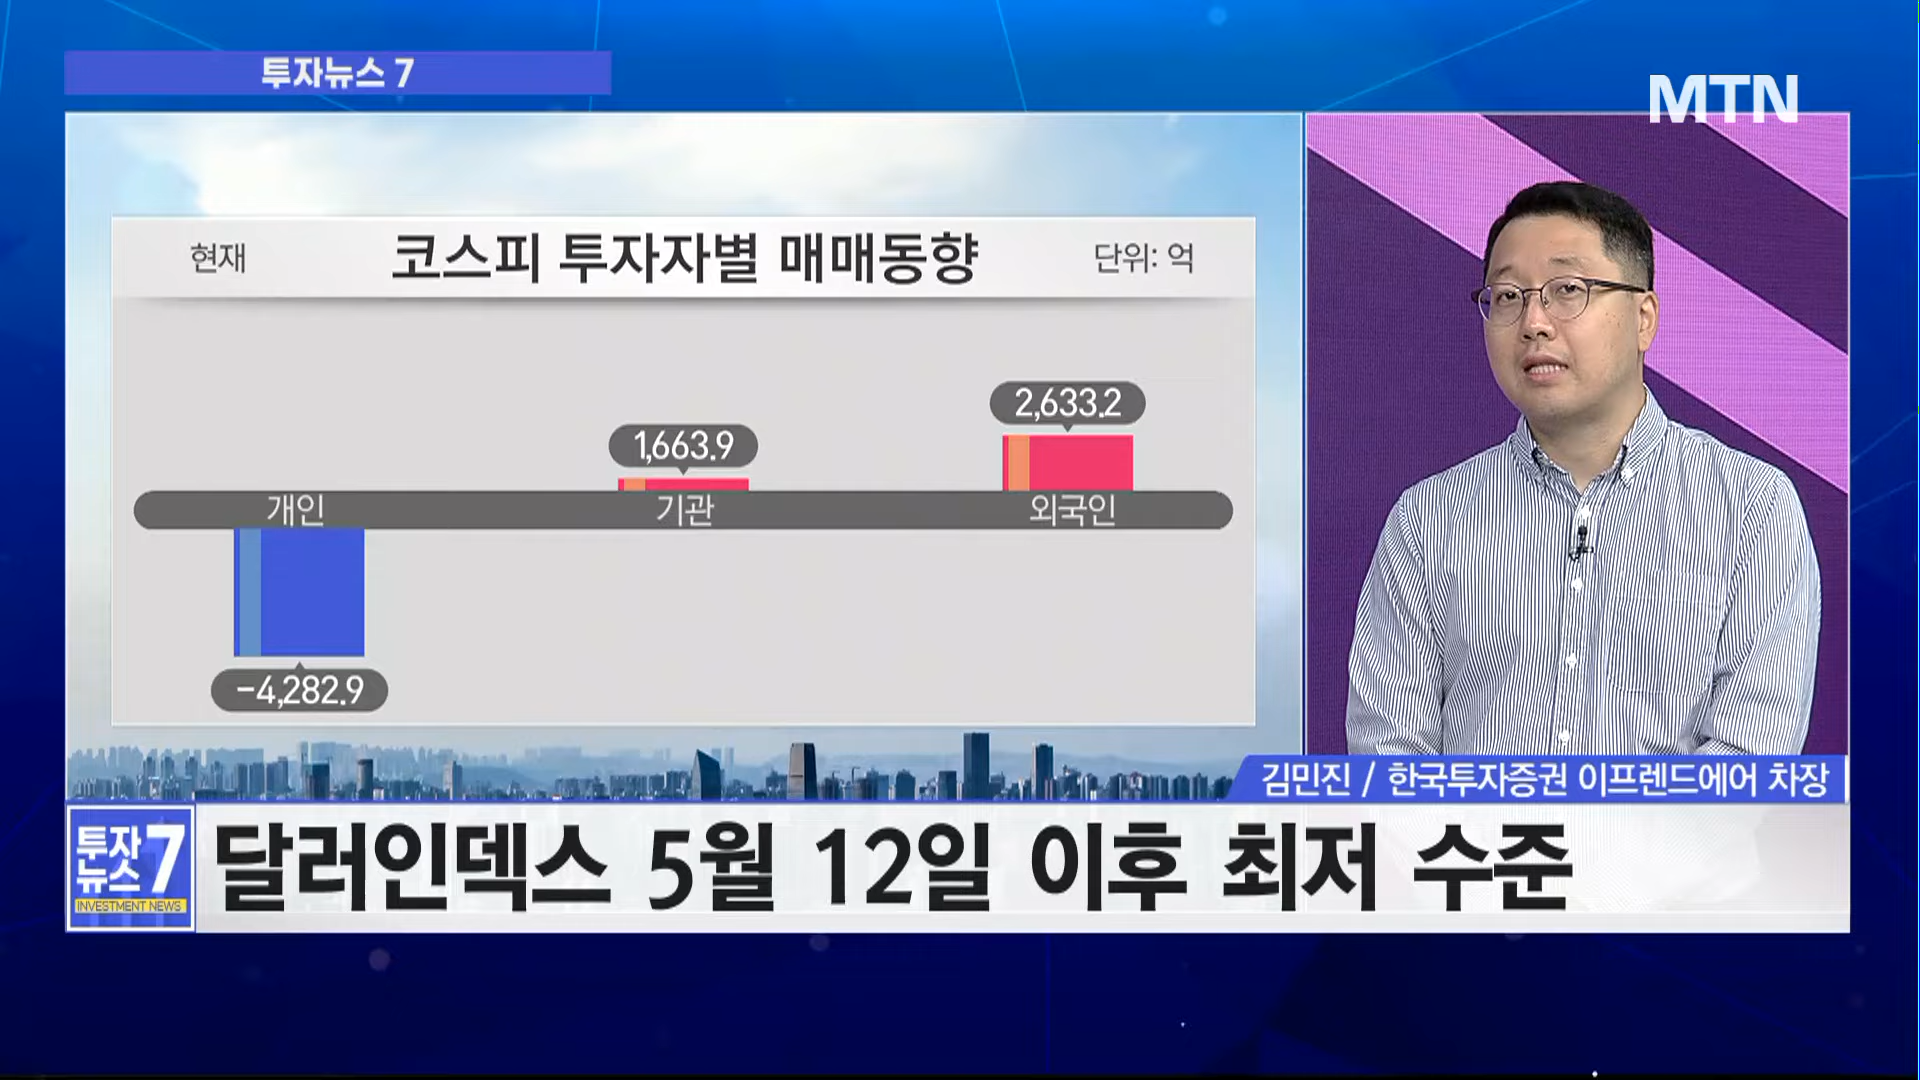 투자뉴스 7
MTN
현재
코스피 투자자별 매매동향
단위: 억
2,633.2
1,663.9
개인
기관
외국인
-4,282.9
김민진 / 한국투자증권 이프렌드에어 차장
투자
뉴스 7
INVESTMENT NEWS
달러인덱스 5월 12일 이후 최저 수준